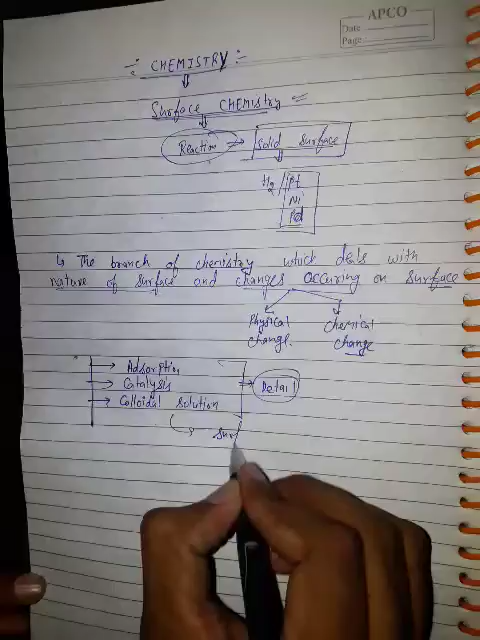 APCO
Date
Page
CHEMISTRY
Surface CHEMISTRY
Reaction
Solid Surface
H2 / Pt
Ni
Pd
The branch of chemistry which deals with
nature of surface and changes occuring on surface
Physical change.
Chemical change
Adsorption
Catalysis
Colloidal solution
Detail
Sur